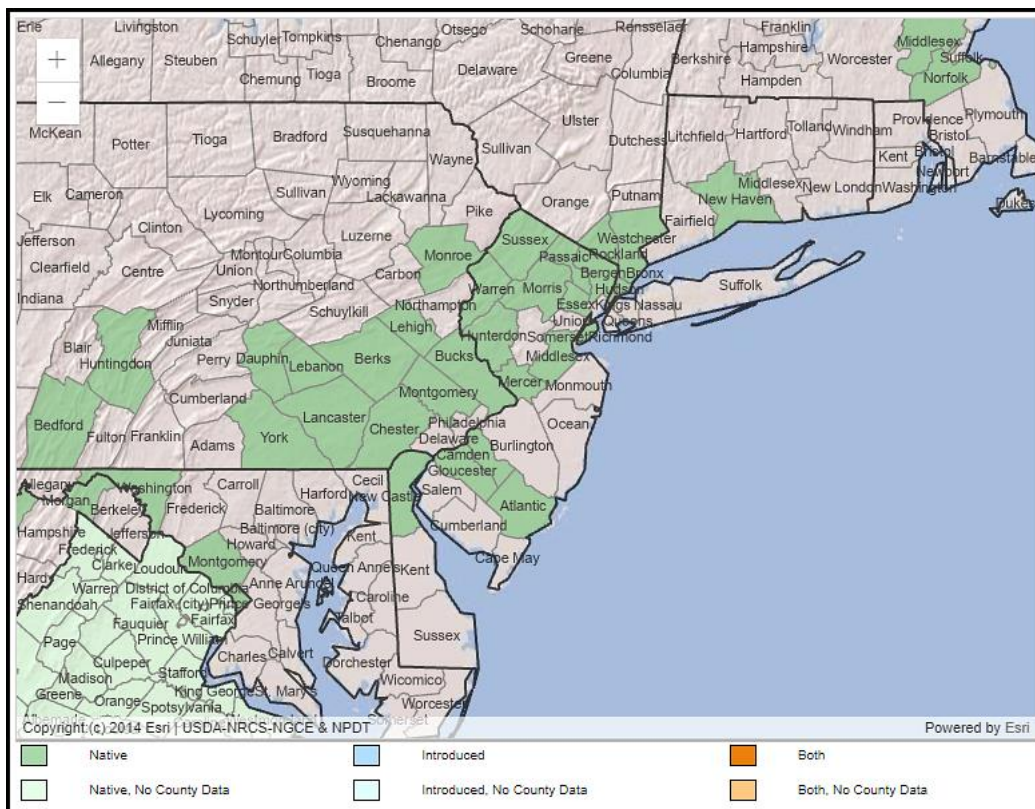 Erie Livingston Schuyler Tompkins Chenango Otsego Schoharie Rensselaer Franklin
Allegany Steuben Chemung Tioga Broome Delaware Greene Columbia Berkshire Hampshire Hampden Worcester Middlesex Suffolk Norfolk
McKean Potter Tioga Bradford Susquehanna Wayne Sullivan Ulster Dutchess Litchfield Hartford Tolland Windham Providence Plymouth
Bristol Bristol Kent Newport Barnstable Washington Dukes
Elk Cameron Sullivan Wyoming Lackawanna Pike Orange Putnam Fairfield New Haven Middlesex New London
Lycoming Clinton Luzerne Monroe Sussex Passaic Westchester Rockland
Jefferson Clearfield Centre Montour Columbia Union Carbon Warren Morris Bergen Bronx Hudson Suffolk
Indiana Snyder Northumberland Northampton Essex Kings Nassau
Schuylkill Lehigh Union Queens
Mifflin Juniata Hunterdon Somerset Richmond
Blair Huntingdon Perry Dauphin Lebanon Berks Bucks Middlesex
Cumberland Montgomery Mercer Monmouth
Bedford Fulton Franklin Adams York Lancaster Chester Philadelphia Delaware Burlington Ocean
Camden Gloucester
Allegany Washington Carroll Harford Cecil New Castle Salem Atlantic
Morgan Berkeley Frederick Baltimore
Hampshire Jefferson Baltimore (city) Kent Cumberland
Frederick Howard Cape May
Clarke Loudoun Montgomery Queen Anne's Kent
Hard Warren District of Columbia Anne Arundel
Shenandoah Fairfax (city) Prince George's Caroline
Fauquier Fairfax Talbot
Page Prince William Sussex
Culpeper Stafford Charles Calvert Dorchester
Madison King George St. Mary's Wicomico
Greene Orange Spotsylvania Worcester
Albemarle Westmoreland Somerset
+
−
Copyright:(c) 2014 Esri | USDA-NRCS-NGCE & NPDT Powered by Esri
Native Introduced Both
Native, No County Data Introduced, No County Data Both, No County Data